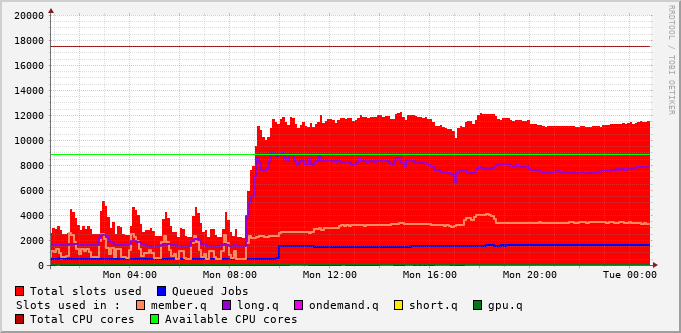 20000
18000
16000
14000
12000
10000
8000
6000
4000
2000
0
Mon 04:00 Mon 08:00 Mon 12:00 Mon 16:00 Mon 20:00 Tue 00:00
RRDTOOL / TOBI OETIKER
Total slots used Queued Jobs
Slots used in : member.q long.q ondemand.q short.q gpu.q
Total CPU cores Available CPU cores